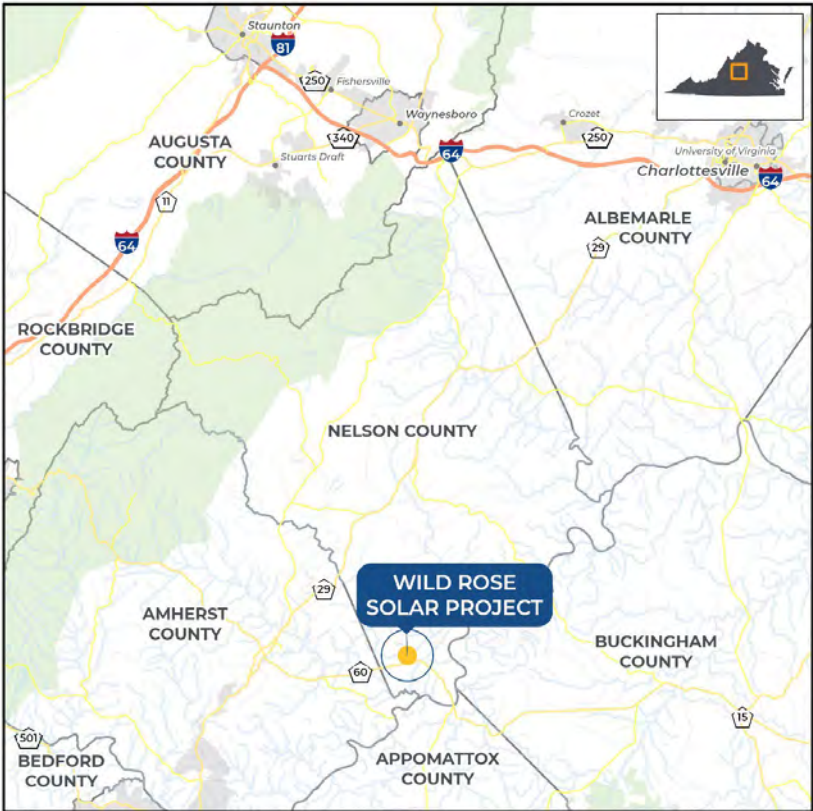 Staunton
81
250
Fishersville
Waynesboro
340
Crozet
250
AUGUSTA
COUNTY
Stuarts Draft
64
University of Virginia
Charlottesville
64
11
ALBEMARLE
COUNTY
29
64
ROCKBRIDGE
COUNTY
NELSON COUNTY
WILD ROSE
SOLAR PROJECT
29
AMHERST
COUNTY
BUCKINGHAM
COUNTY
60
15
501
BEDFORD
COUNTY
APPOMATTOX
COUNTY